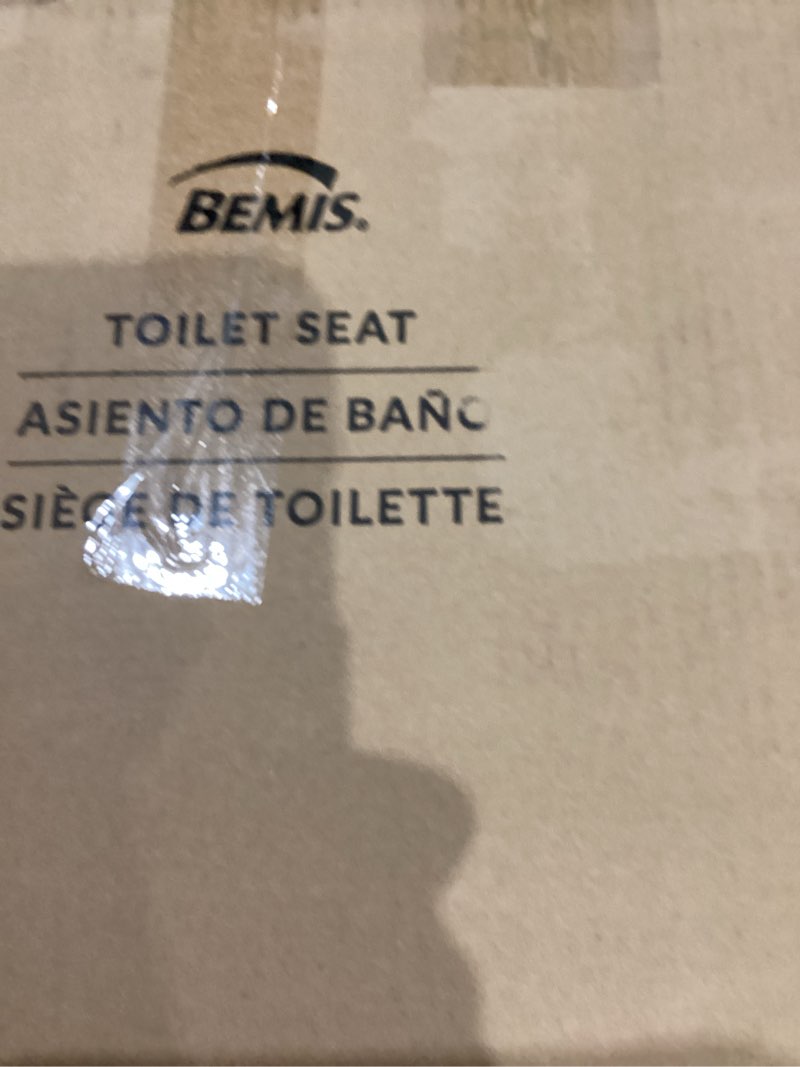 BEMIS.
TOILET SEAT
ASIENTO DE BAÑO
SIÈGE DE TOILETTE